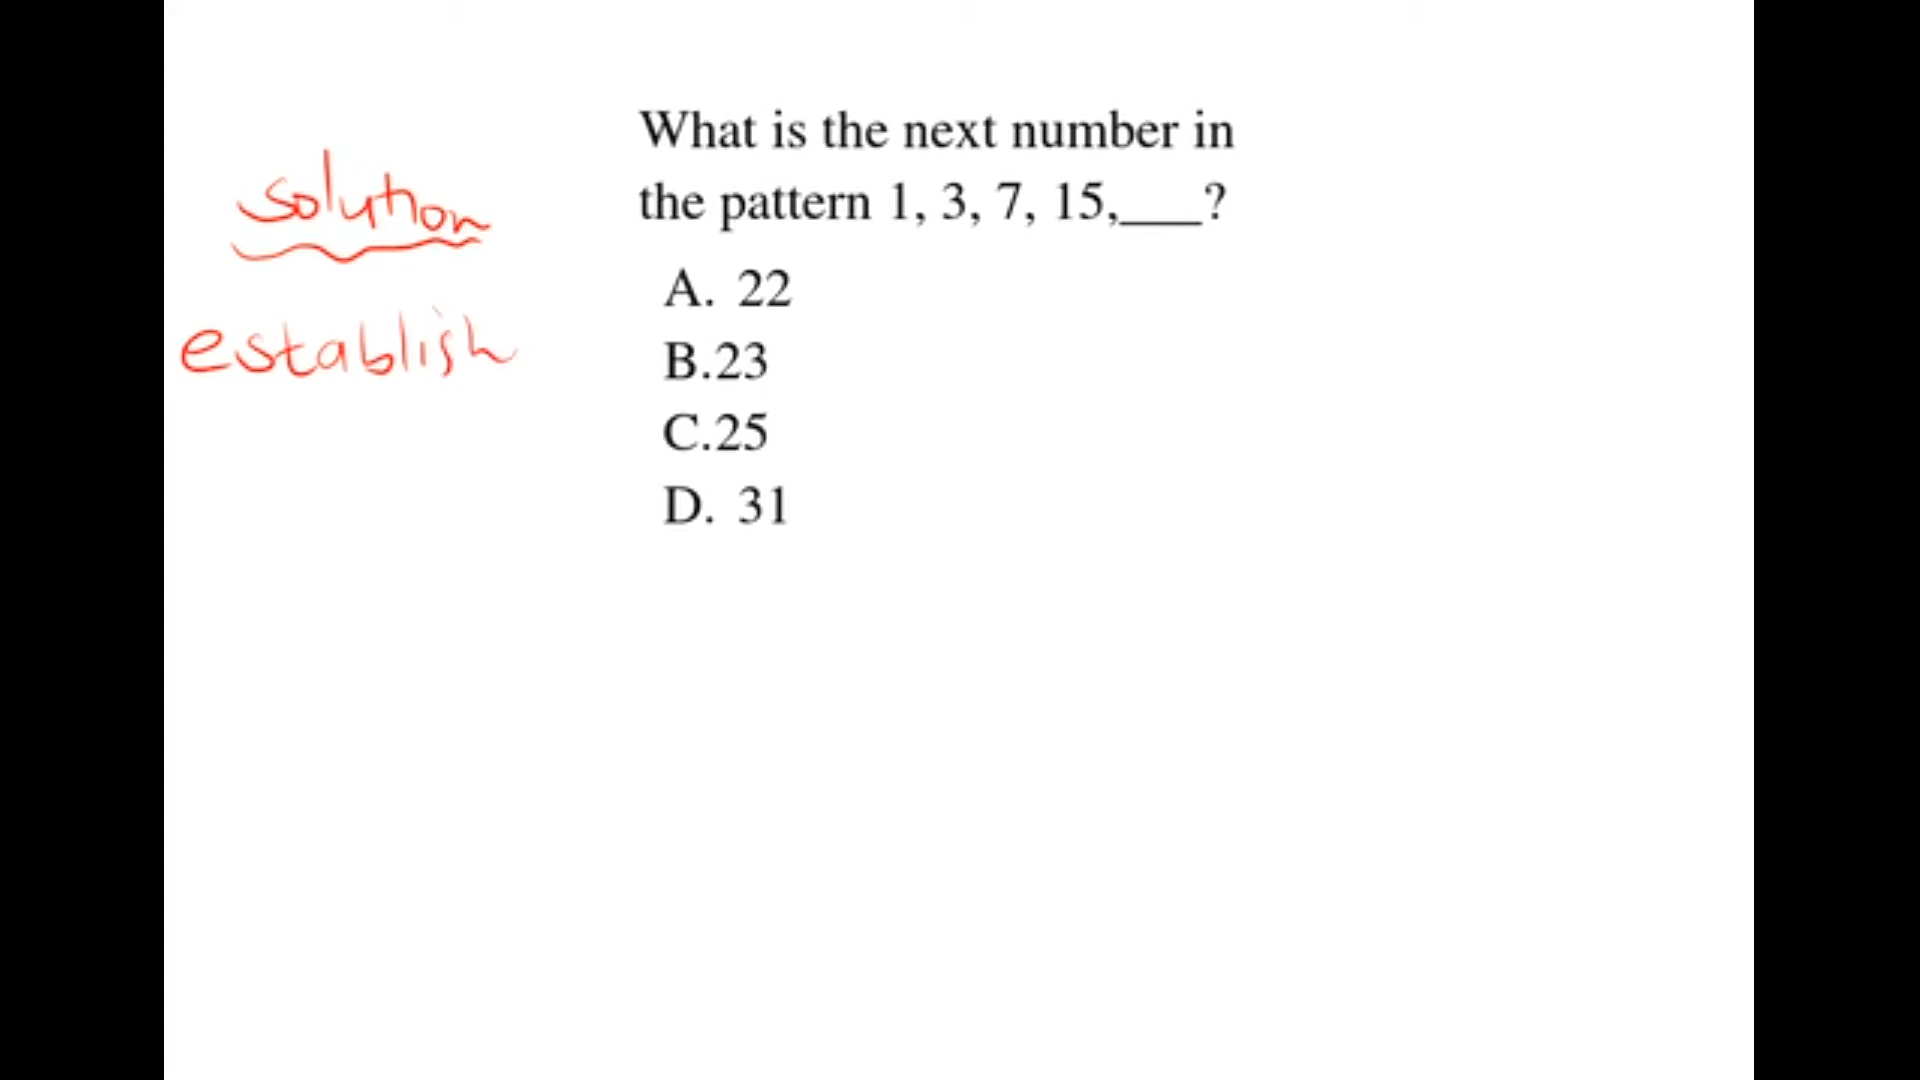 solution
establish
What is the next number in
the pattern 1, 3, 7, 15,___?
A. 22
B.23
C.25
D. 31